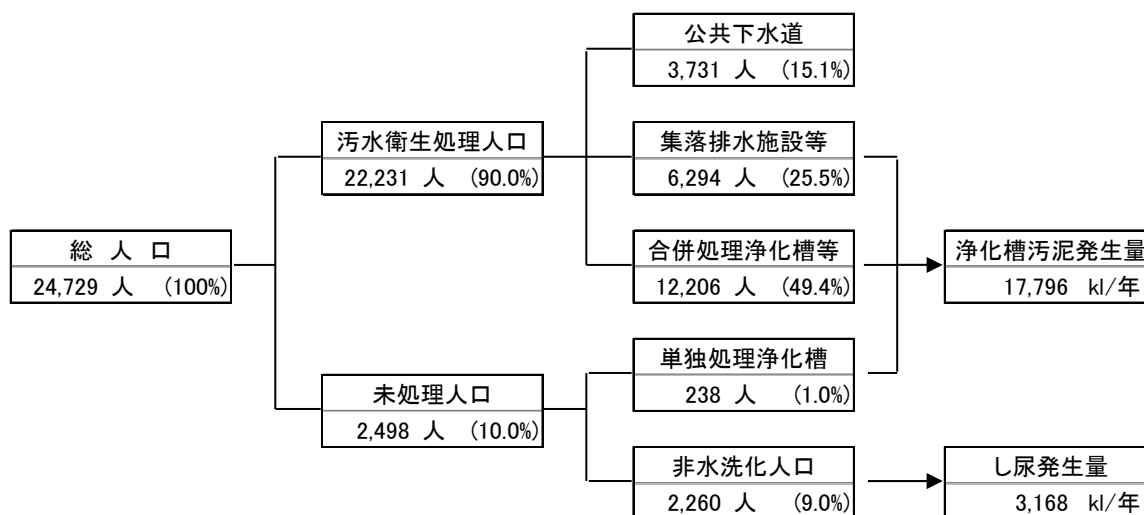 公共下水道
3,731 人 (15.1%)
汚水衛生処理人口
22,231 人 (90.0%)
集落排水施設等
6,294 人 (25.5%)
総 人 口
24,729 人 (100%)
合併処理浄化槽等
12,206 人 (49.4%)
浄化槽汚泥発生量
17,796 kl/年
未処理人口
2,498 人 (10.0%)
単独処理浄化槽
238 人 (1.0%)
非水洗化人口
2,260 人 (9.0%)
し尿発生量
3,168 kl/年